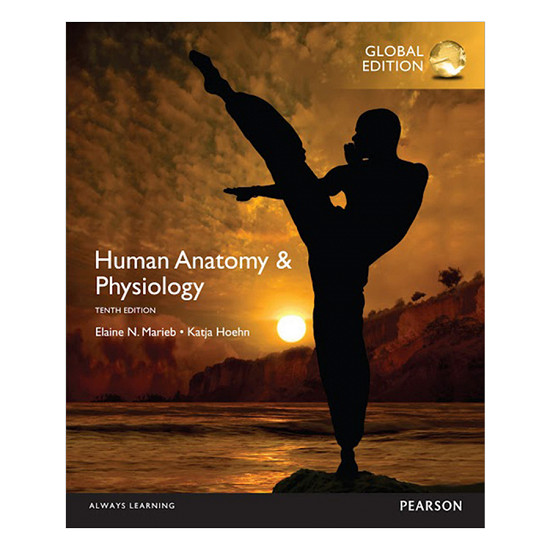 GLOBAL
EDITION
Human Anatomy &
Physiology
TENTH EDITION
Elaine N. Marieb • Katja Hoehn
ALWAYS LEARNING
PEARSON